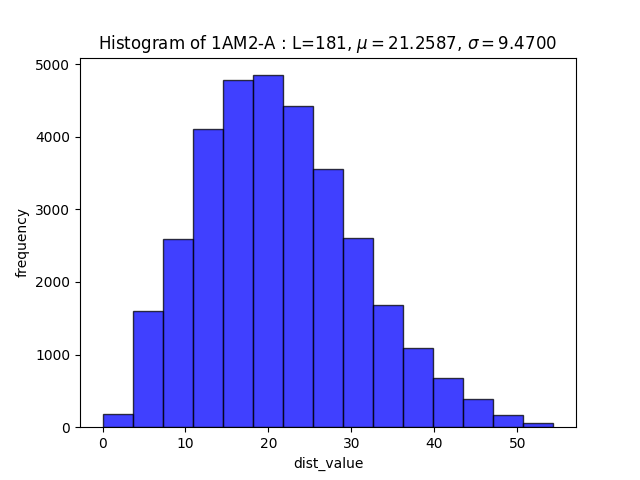 Histogram of 1AM2-A : L=181, μ = 21.2587, σ = 9.4700
5000
4000
3000
2000
1000
0
frequency
0 10 20 30 40 50
dist_value